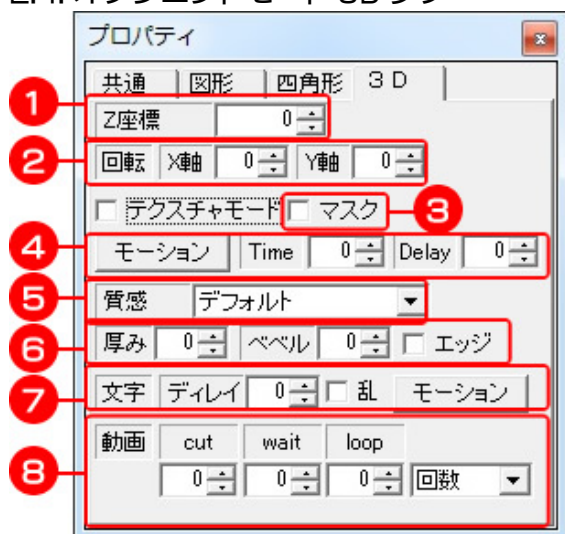 プロパティ
共通 図形 四角形 3D
1 Z座標 0
2 回転 X軸 0 Y軸 0
テクスチャモード マスク 3
4 モーション Time 0 Delay 0
5 質感 デフォルト
6 厚み 0 ベベル 0 エッジ
7 文字 ディレイ 0 乱 モーション
動画 cut wait loop
8 0 0 0 回数